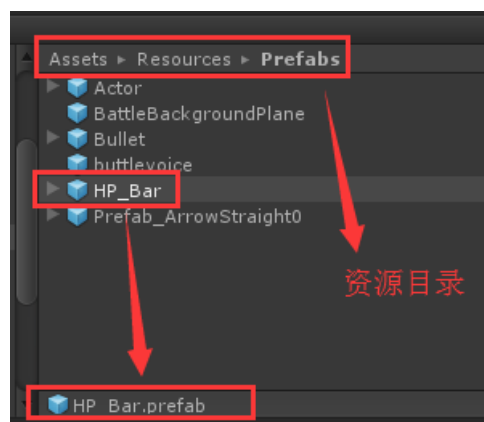 Assets ▸ Resources ▸ Prefabs
Actor
BattleBackgroundPlane
Bullet
buttlevoice
HP_Bar
Prefab_ArrowStraight0
资源目录
HP_Bar.prefab